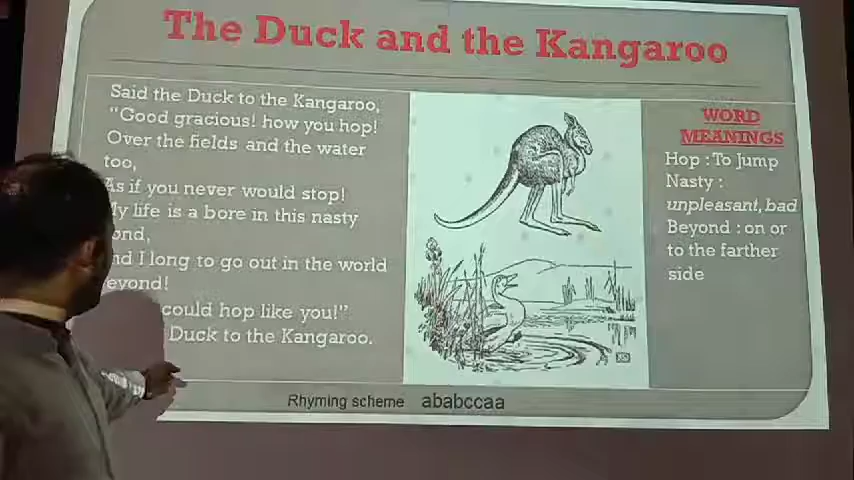 The Duck and the Kangaroo
Said the Duck to the Kangaroo,
"Good gracious! how you hop!
Over the fields and the water
too,
As if you never would stop!
My life is a bore in this nasty
ond,
nd I long to go out in the world
eyond!
could hop like you!"
Duck to the Kangaroo.
WORD
MEANINGS
Hop : To Jump
Nasty :
unpleasant, bad
Beyond : on or
to the farther
side
Rhyming scheme ababccaa